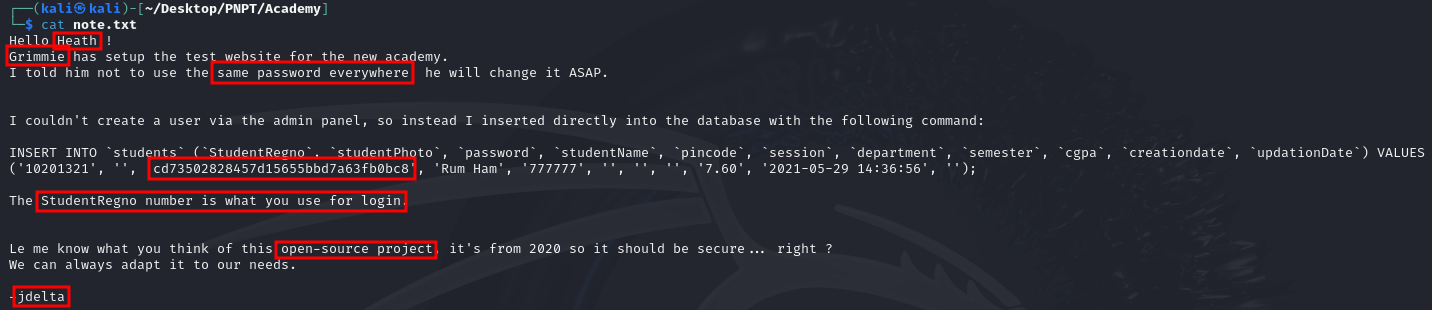 ┌──(kali㉿kali)-[~/Desktop/PNPT/Academy]
└─$ cat note.txt
Hello Heath !
Grimmie has setup the test website for the new academy.
I told him not to use the same password everywhere, he will change it ASAP.
I couldn't create a user via the admin panel, so instead I inserted directly into the database with the following command:
INSERT INTO `students` (`StudentRegno`, `studentPhoto`, `password`, `studentName`, `pincode`, `session`, `department`, `semester`, `cgpa`, `creationdate`, `updationDate`) VALUES
('10201321', '', 'cd73502828457d15655bbd7a63fb0bc8', 'Rum Ham', '777777', '', '', '', '7.60', '2021-05-29 14:36:56', '');
The StudentRegno number is what you use for login.
Le me know what you think of this open-source project, it's from 2020 so it should be secure... right ?
We can always adapt it to our needs.
-jdelta